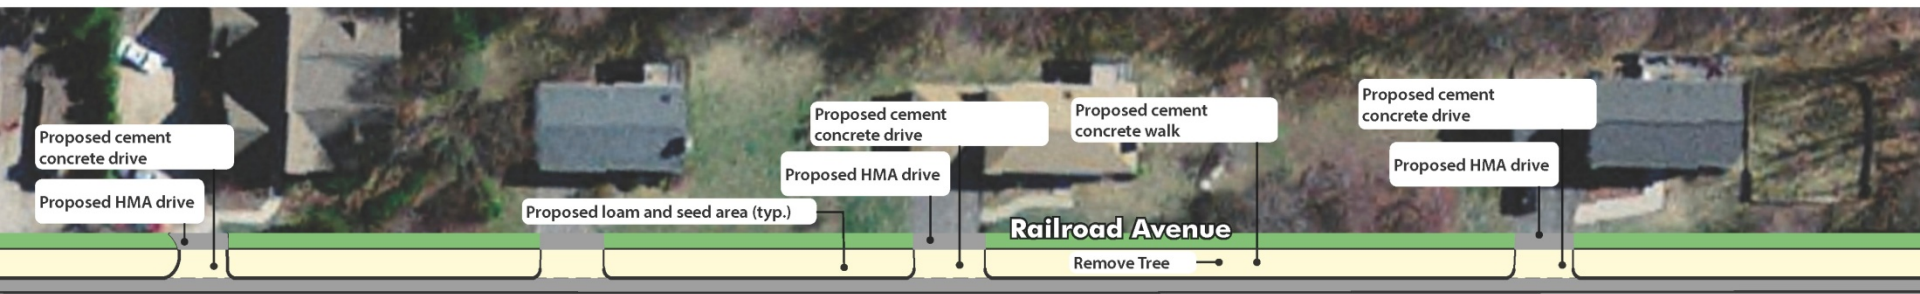 Proposed cement
concrete drive
Proposed HMA drive
Proposed loam and seed area (typ.)
Proposed cement
concrete drive
Proposed HMA drive
Proposed cement
concrete walk
Railroad Avenue
Remove Tree
Proposed cement
concrete drive
Proposed HMA drive